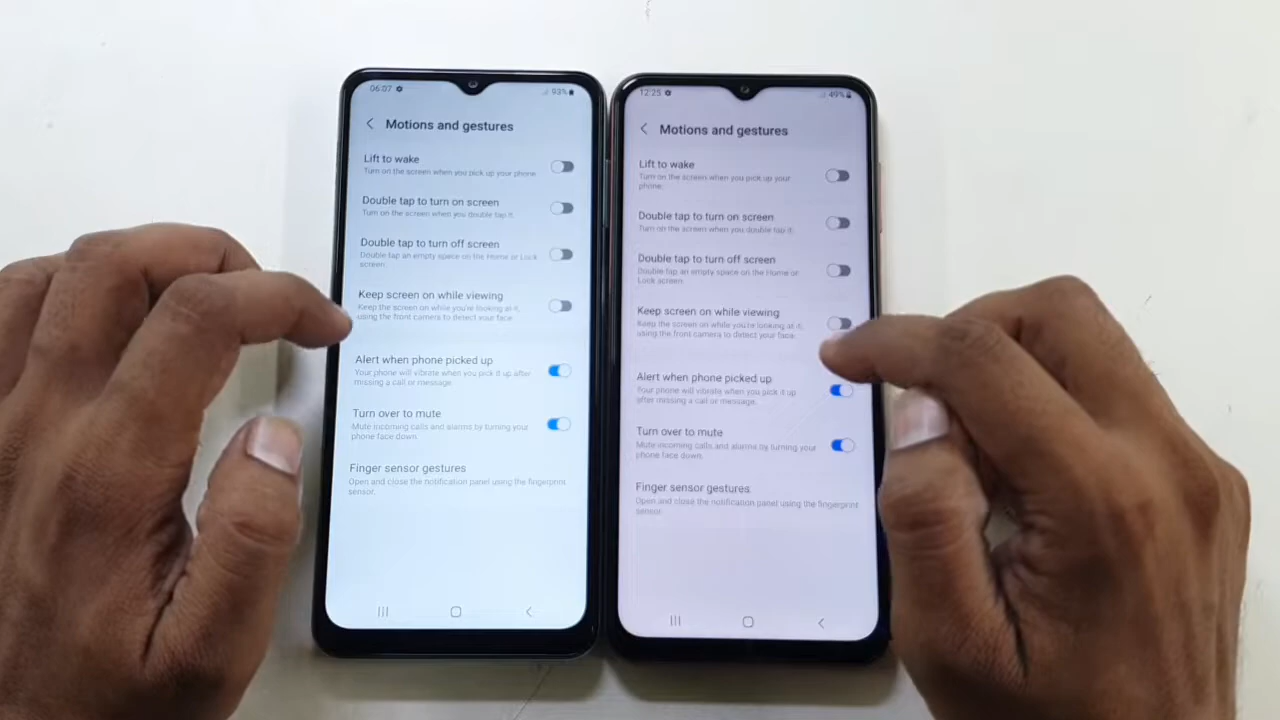 06:07
93%
Motions and gestures
Lift to wake
Turn on the screen when you pick up your phone.
Double tap to turn on screen
Turn on the screen when you double tap it.
Double tap to turn off screen
Double tap an empty space on the Home or Lock
screen.
Keep screen on while viewing
Keep the screen on while you're looking at it,
using the front camera to detect your face.
Alert when phone picked up
Your phone will vibrate when you pick it up after
missing a call or message.
Turn over to mute
Mute incoming calls and alarms by turning your
phone face down.
Finger sensor gestures
Open and close the notification panel using the fingerprint
sensor.
12:25
49%
Motions and gestures
Lift to wake
Turn on the screen when you pick up your
phone.
Double tap to turn on screen
Turn on the screen when you double tap it.
Double tap to turn off screen
Double tap an empty space on the Home or
Lock screen.
Keep screen on while viewing
Keep the screen on while you're looking at it,
using the front camera to detect your face.
Alert when phone picked up
Your phone will vibrate when you pick it up
after missing a call or message.
Turn over to mute
Mute incoming calls and alarms by turning your
phone face down.
Finger sensor gestures
Open and close the notification panel using the fingerprint
sensor.